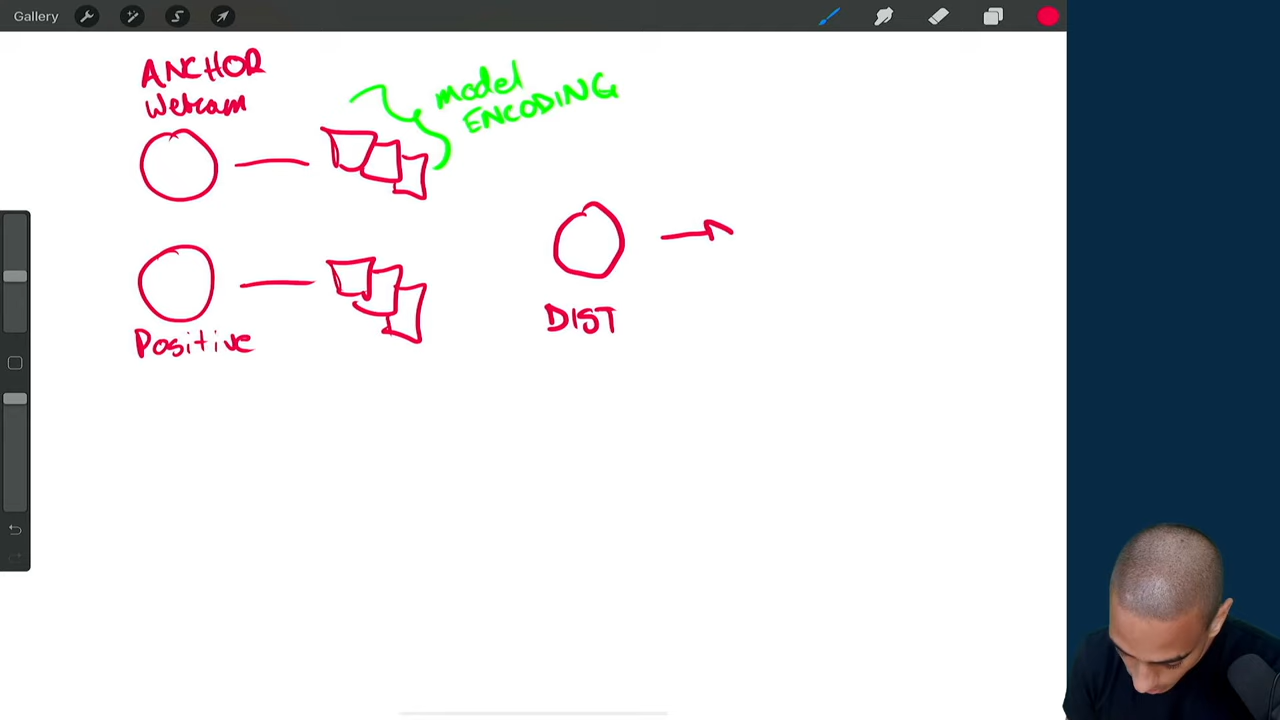 Gallery
ANCHOR
Webcam
model
ENCODING
DIST
Positive